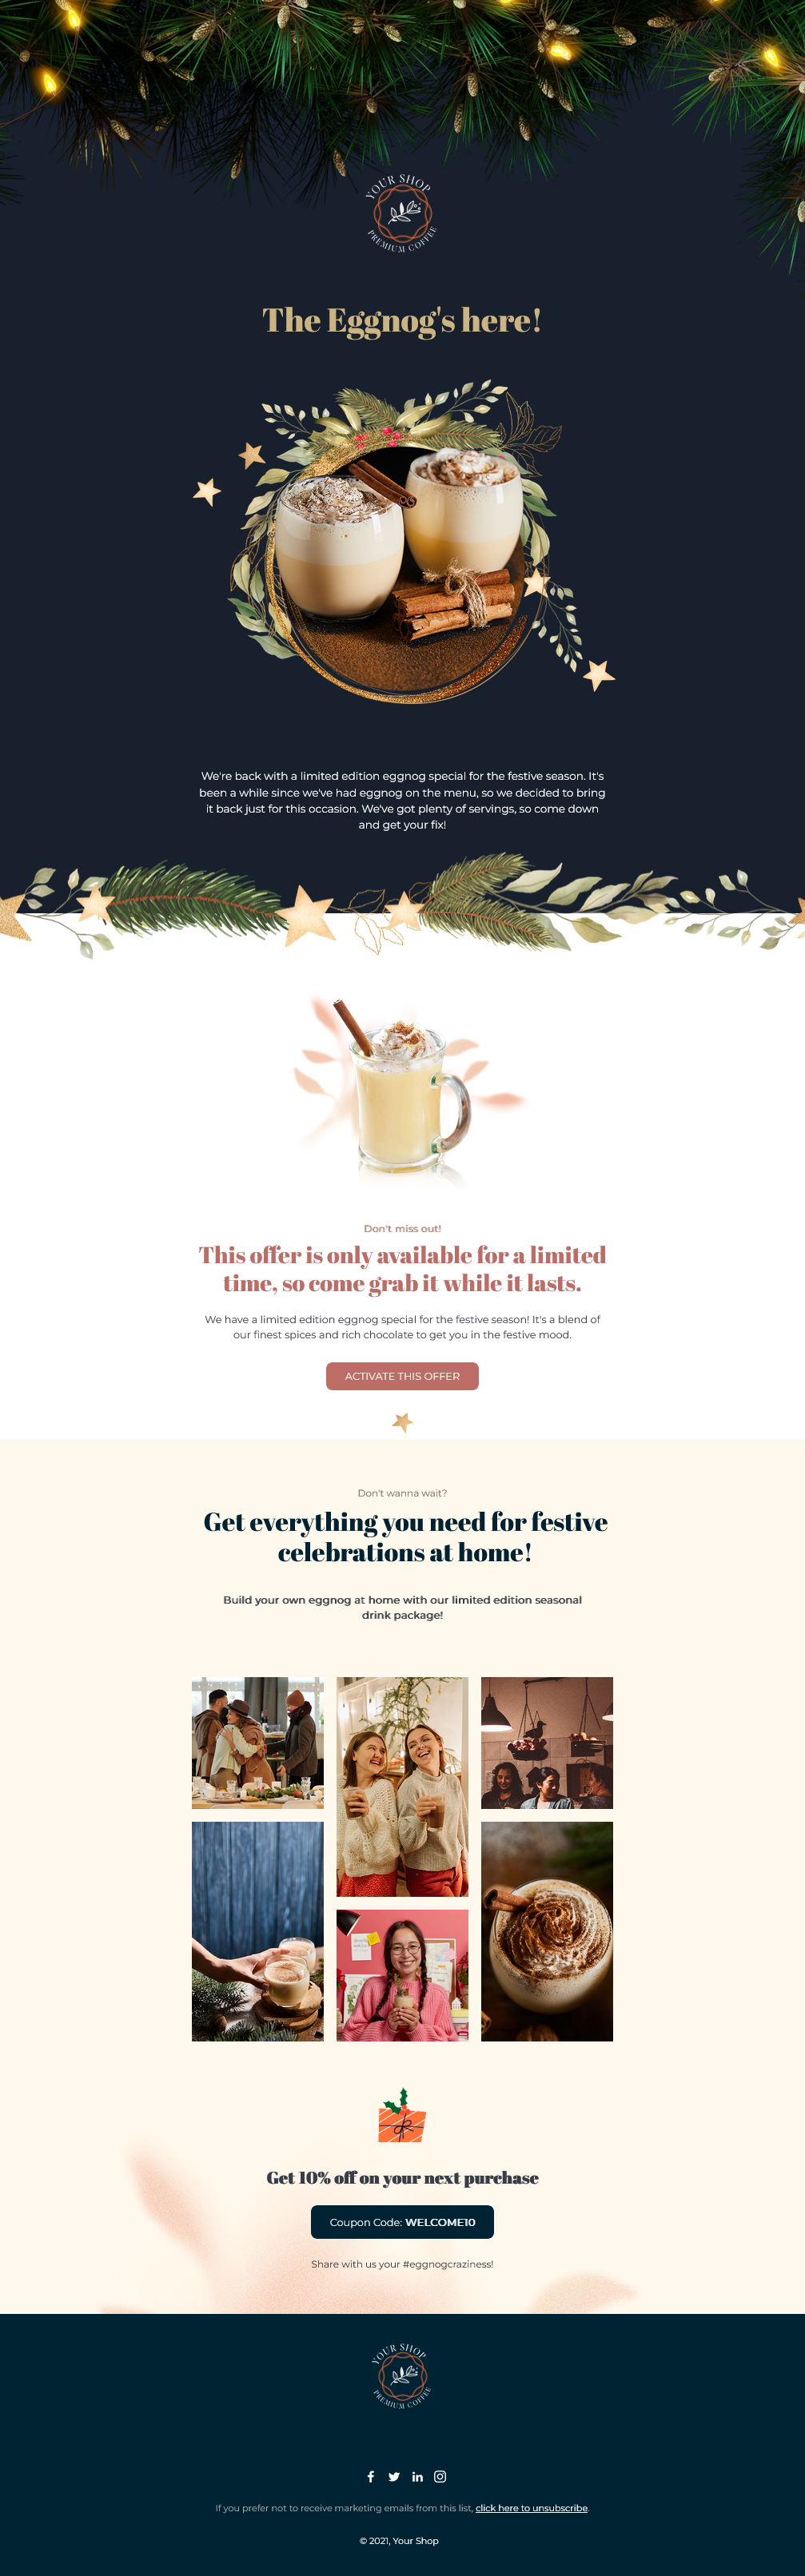 YOUR SHOP
PREMIUM COFFEE
The Eggnog's here!
We're back with a limited edition eggnog special for the festive season. It's
been a while since we've had eggnog on the menu, so we decided to bring
it back just for this occasion. We've got plenty of servings, so come down
and get your fix!
Don't miss out!
This offer is only available for a limited
time, so come grab it while it lasts.
We have a limited edition eggnog special for the festive season! It's a blend of
our finest spices and rich chocolate to get you in the festive mood.
ACTIVATE THIS OFFER
Don't wanna wait?
Get everything you need for festive
celebrations at home!
Build your own eggnog at home with our limited edition seasonal
drink package!
Get 10% off on your next purchase
Coupon Code: WELCOME10
Share with us your #eggnogcraziness!
YOUR SHOP
PREMIUM COFFEE
If you prefer not to receive marketing emails from this list, click here to unsubscribe.
© 2021, Your Shop